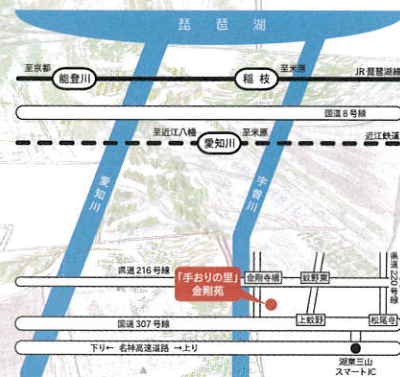 琵琶湖
至京都
能登川
稲枝
至米原
JR琵琶湖線
国道8号線
至近江八幡
愛知川
至米原
近江鉄道
愛知川
宇曽川
県道216号線
「手おりの里」
金剛苑
金剛寺橋
蚊野東
県道220号線
国道307号線
上蚊野
松尾寺
下り← 名神高速道路 →上り
湖東三山
スマートIC